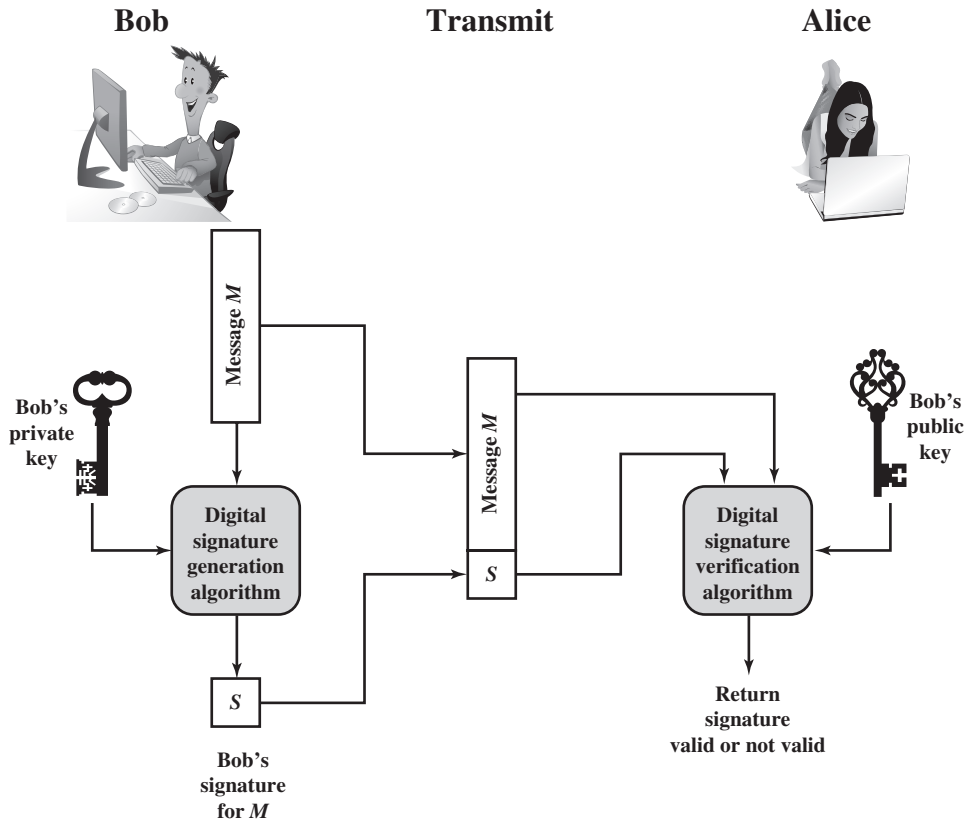 Bob
Transmit
Alice
Message M
Bob's
private
key
Message M
Bob's
public
key
Digital
signature
generation
algorithm
S
Digital
signature
verification
algorithm
S
Bob's
signature
for M
Return
signature
valid or not valid